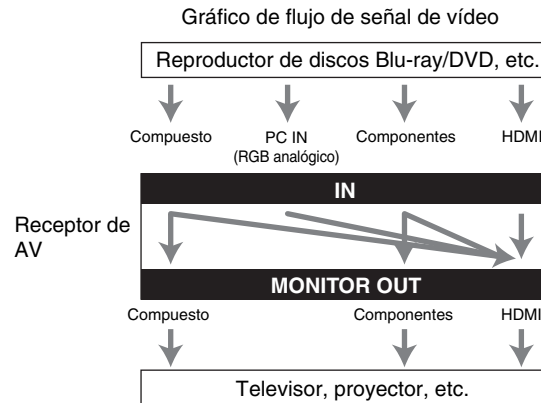 Gráfico de flujo de señal de vídeo
Reproductor de discos Blu-ray/DVD, etc.
Compuesto
PC IN
(RGB analógico)
Componentes
HDMI
IN
Receptor de
AV
MONITOR OUT
Compuesto
Componentes
HDMI
Televisor, proyector, etc.